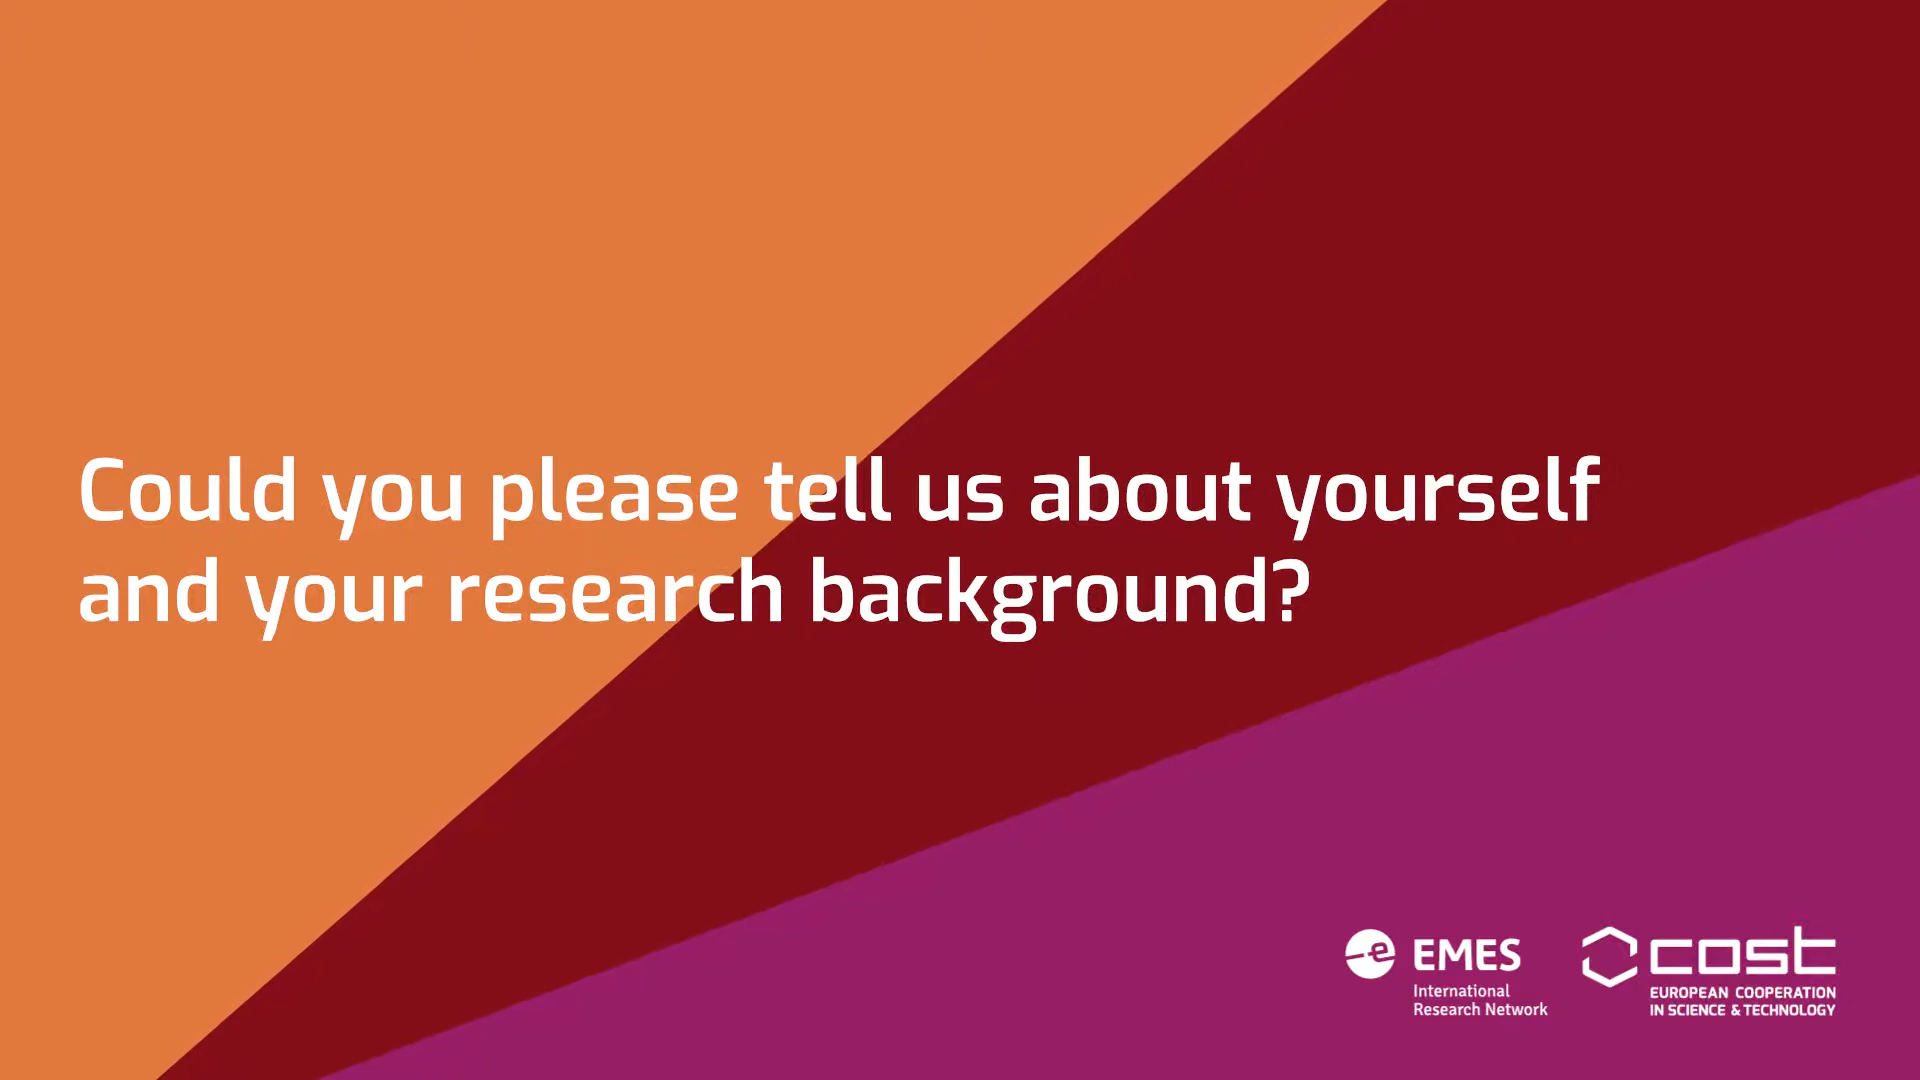 Could you please tell us about yourself
and your research background?
EMES
International
Research Network
cost
EUROPEAN COOPERATION
IN SCIENCE & TECHNOLOGY